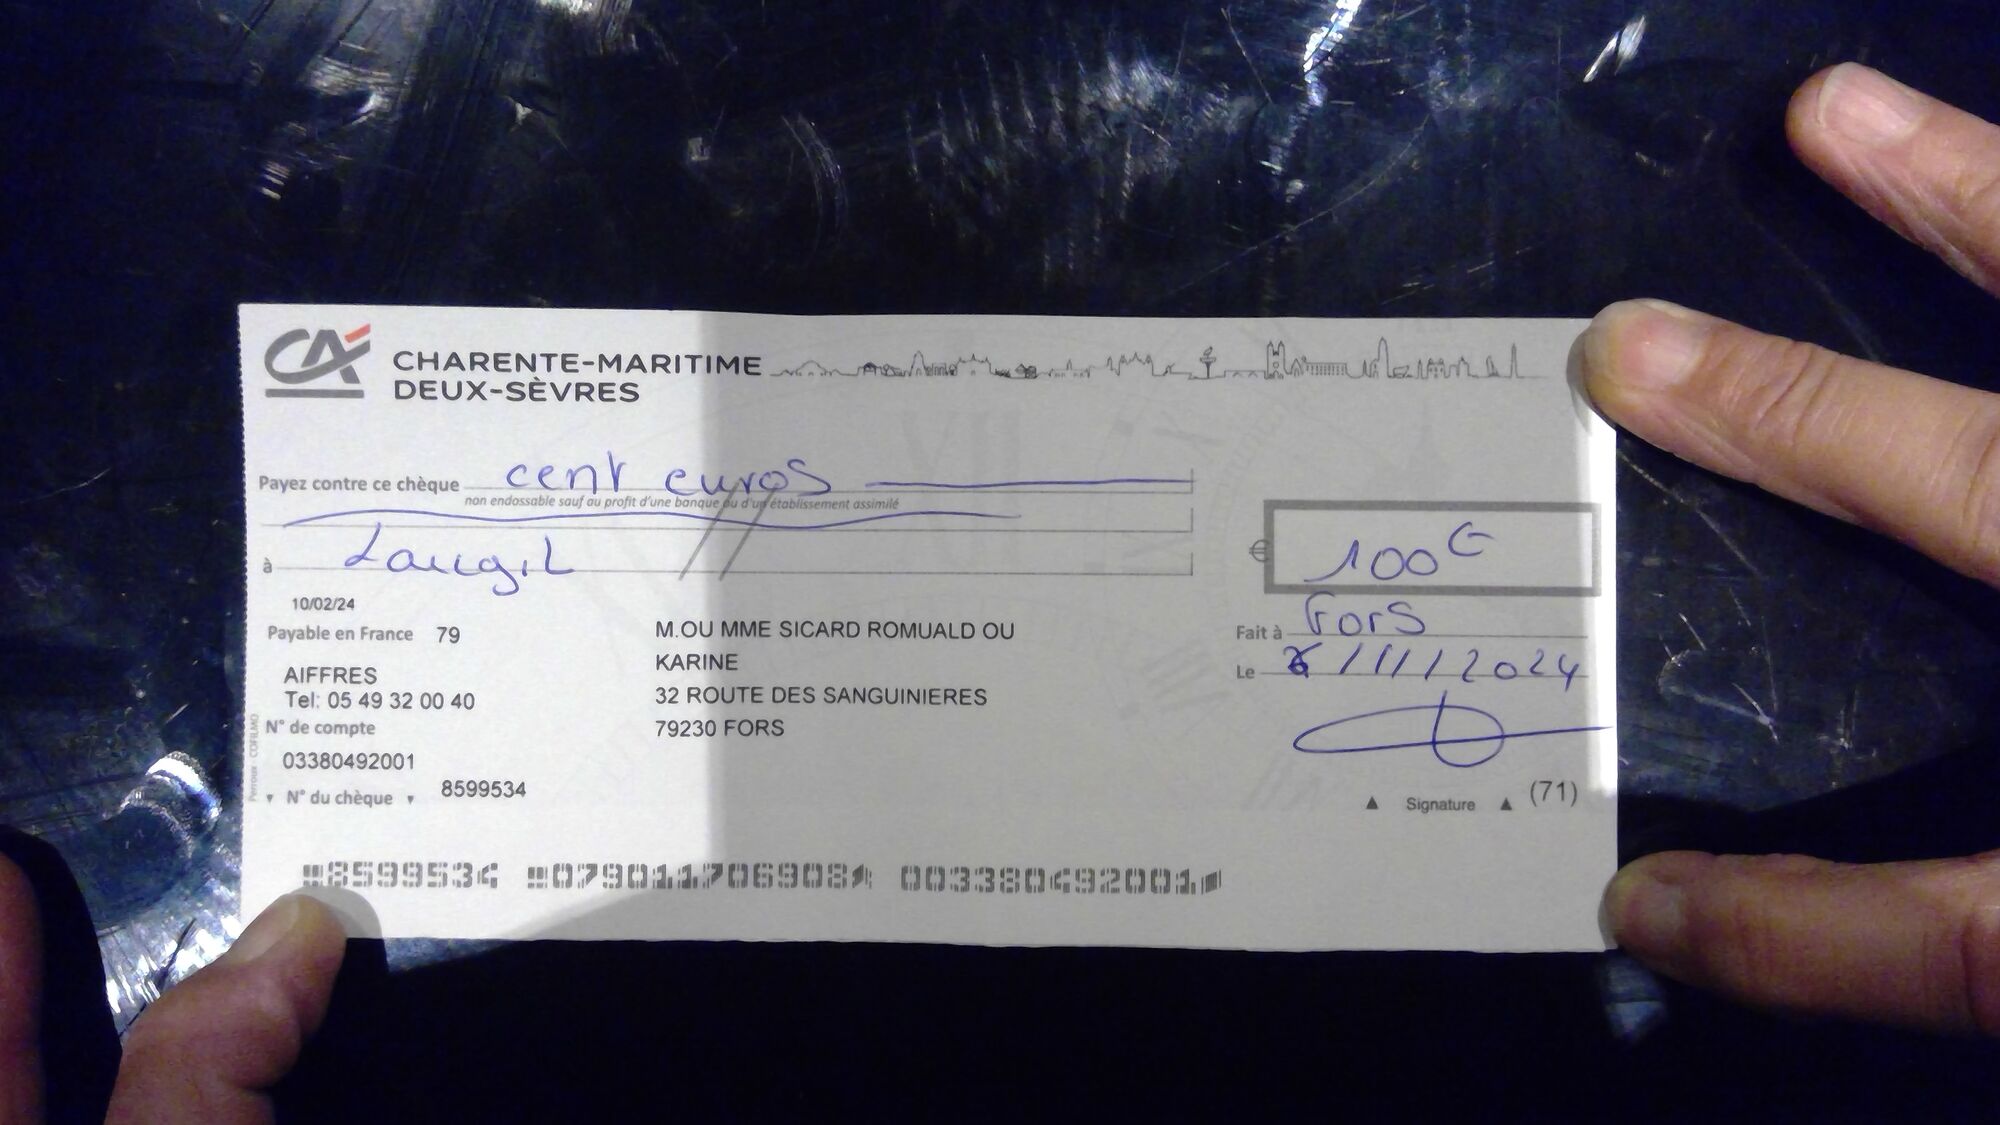 CA CHARENTE-MARITIME
DEUX-SÈVRES
Payez contre ce chèque cent euros
non endossable sauf au profit d'une banque ou d'un établissement assimilé
à Laugil
€ 100 €
10/02/24
Payable en France 79
AIFFRES
Tel: 05 49 32 00 40
N° de compte
03380492001
N° du chèque 8599534
M.OU MME SICARD ROMUALD OU
KARINE
32 ROUTE DES SANGUINIERES
79230 FORS
Fait à Fors
Le 6/11/2024
Signature (71)
8599534 079011706908 003380492001